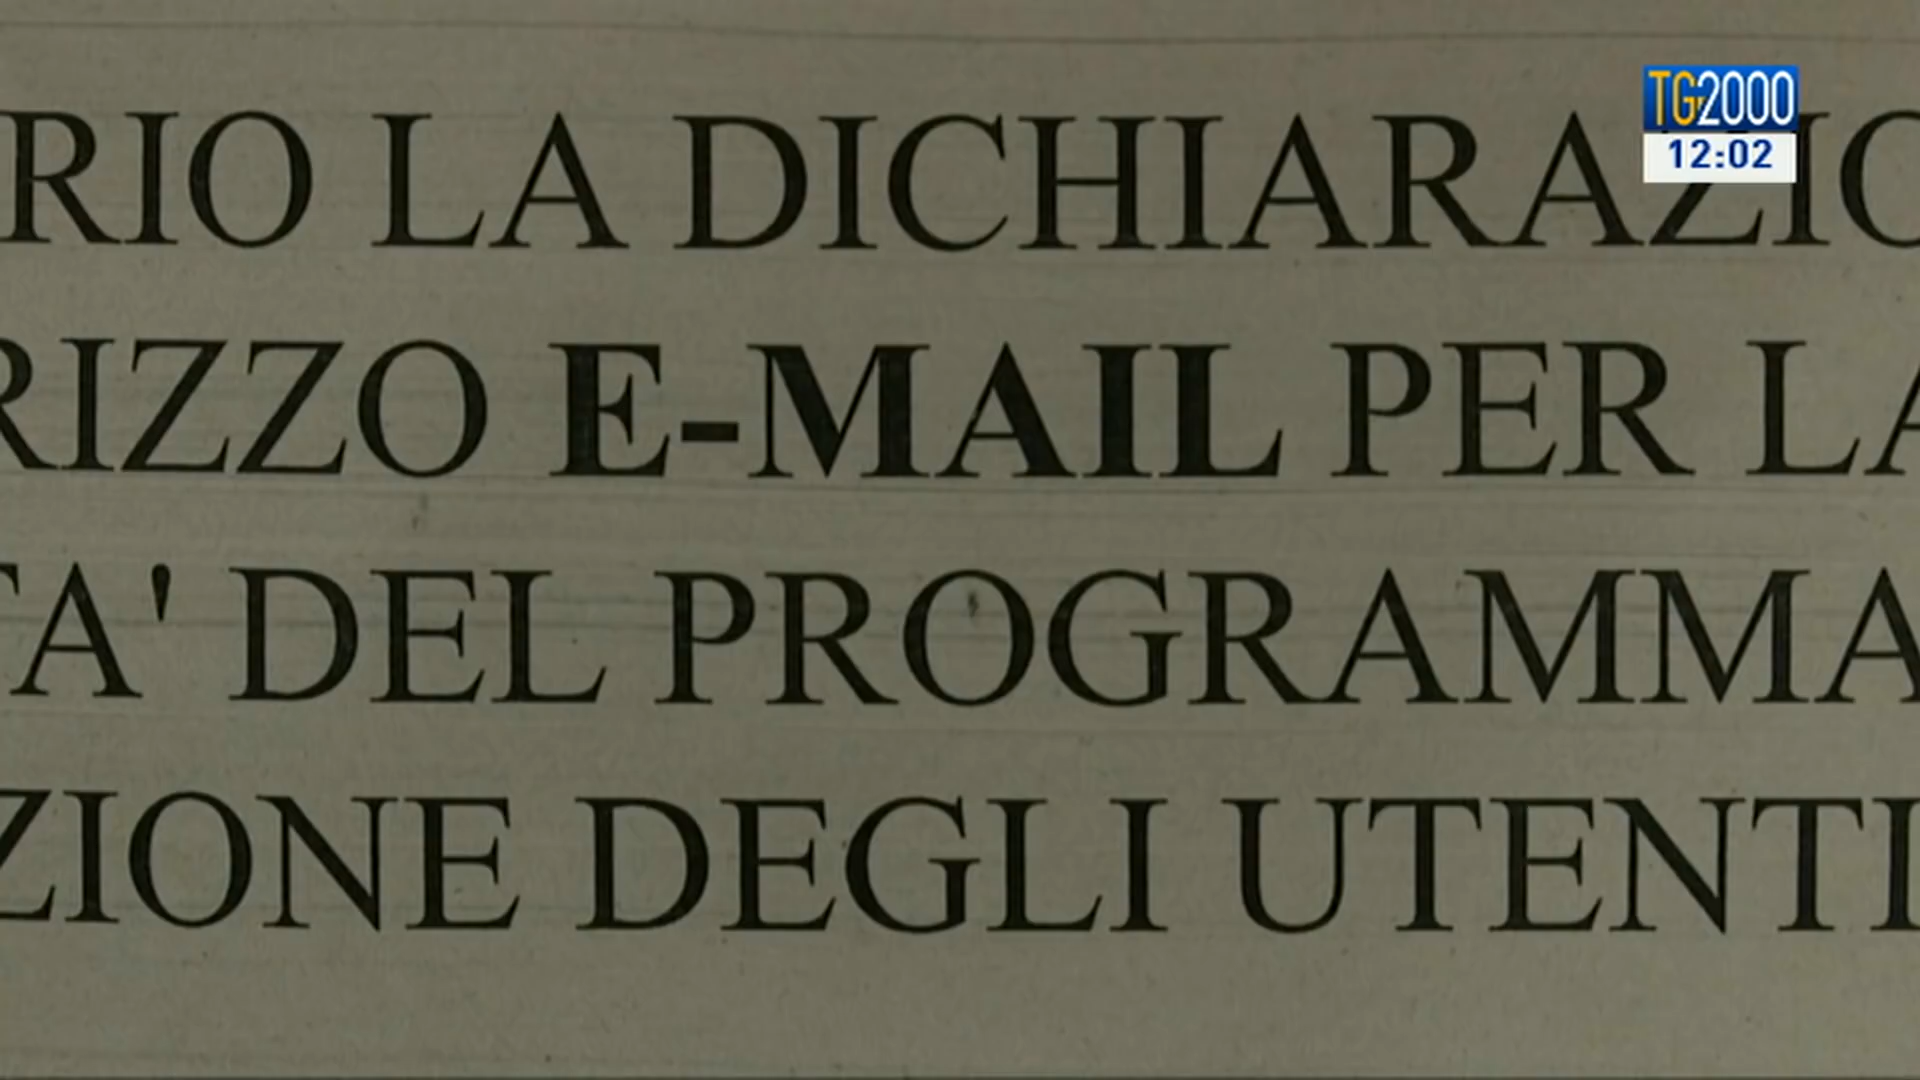 RIO LA DICHIARAZIO
RIZZO E-MAIL PER LA
TA' DEL PROGRAMMA
ZIONE DEGLI UTENTI
TG2000
12:02